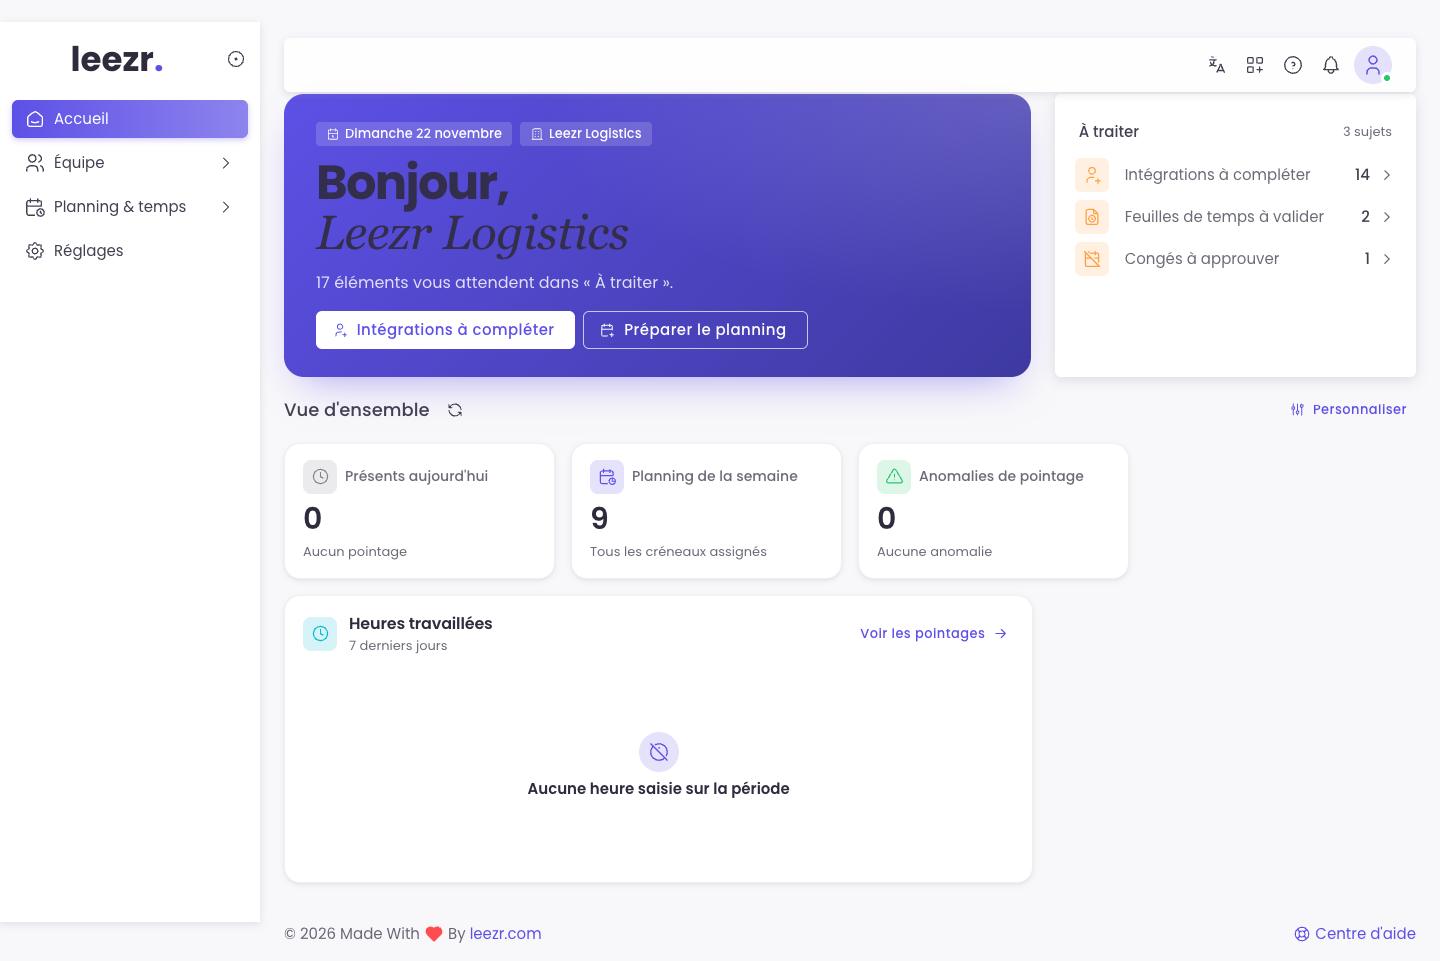 leezr.
Accueil
Équipe
Planning & temps
Réglages
Dimanche 22 novembre
Leezr Logistics
Bonjour,
Leezr Logistics
17 éléments vous attendent dans « À traiter ».
Intégrations à compléter
Préparer le planning
À traiter
3 sujets
Intégrations à compléter 14
Feuilles de temps à valider 2
Congés à approuver 1
Vue d'ensemble
Personnaliser
Présents aujourd'hui
0
Aucun pointage
Planning de la semaine
9
Tous les créneaux assignés
Anomalies de pointage
0
Aucune anomalie
Heures travaillées
7 derniers jours
Voir les pointages
Aucune heure saisie sur la période
© 2026 Made With By leezr.com
Centre d'aide